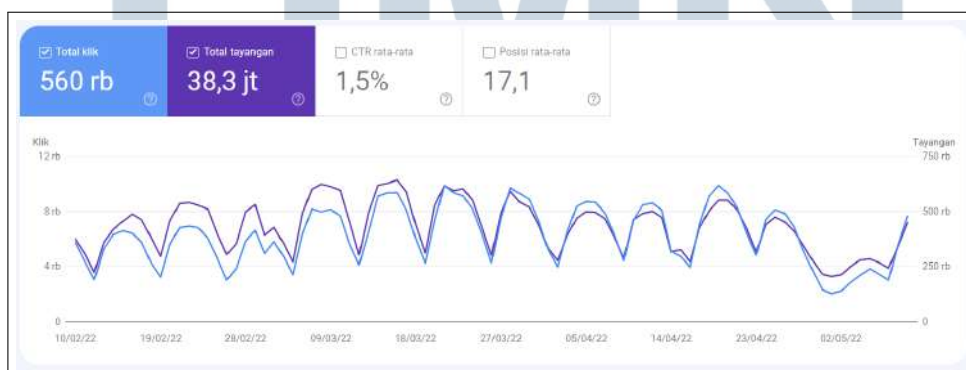 Total klik
560 rb
Total tayangan
38,3 jt
CTR rata-rata
1,5%
Posisi rata-rata
17,1
Klik
Tayangan
12 rb
750 rb
8 rb
500 rb
4 rb
250 rb
0
0
10/02/22 19/02/22 28/02/22 09/03/22 18/03/22 27/03/22 05/04/22 14/04/22 23/04/22 02/05/22